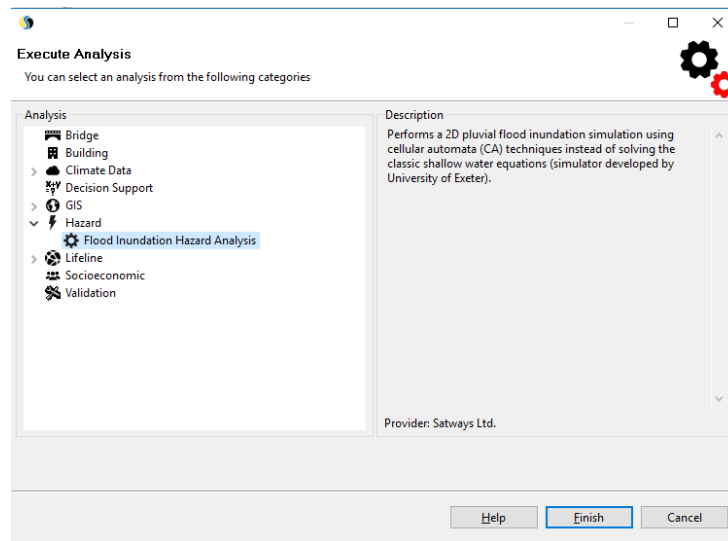 Execute Analysis
You can select an analysis from the following categories
Analysis
Bridge
Building
Climate Data
Decision Support
GIS
Hazard
Flood Inundation Hazard Analysis
Lifeline
Socioeconomic
Validation
Description
Performs a 2D pluvial flood inundation simulation using
cellular automata (CA) techniques instead of solving the
classic shallow water equations (simulator developed by
University of Exeter).
Provider: Satways Ltd.
Help Finish Cancel